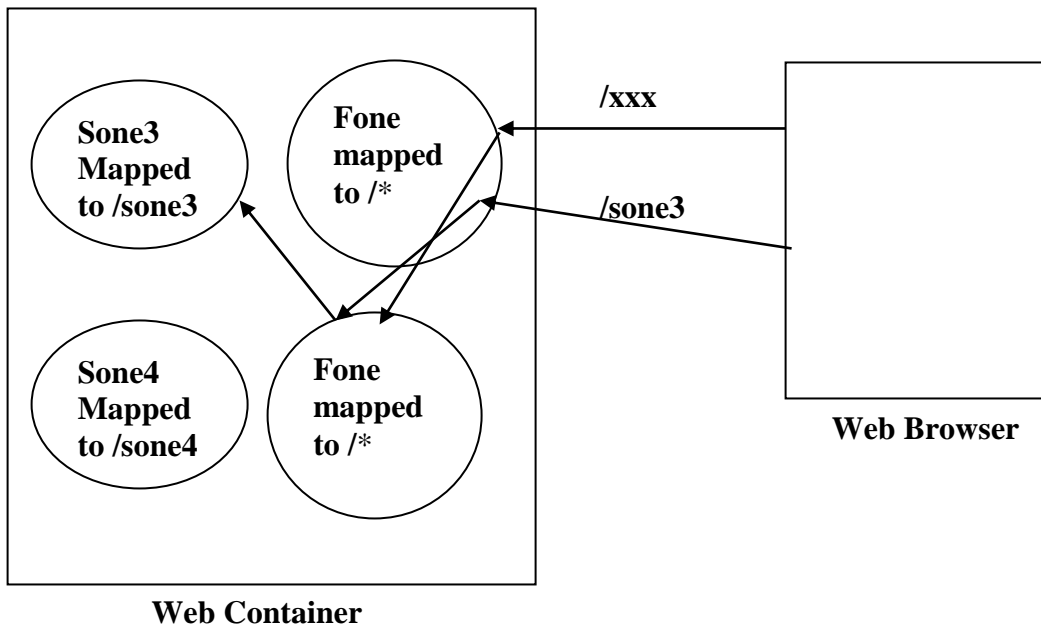 Sone3
Mapped
to /sone3
Fone
mapped
to /*
/xxx
/sone3
Sone4
Mapped
to /sone4
Fone
mapped
to /*
Web Browser
Web Container